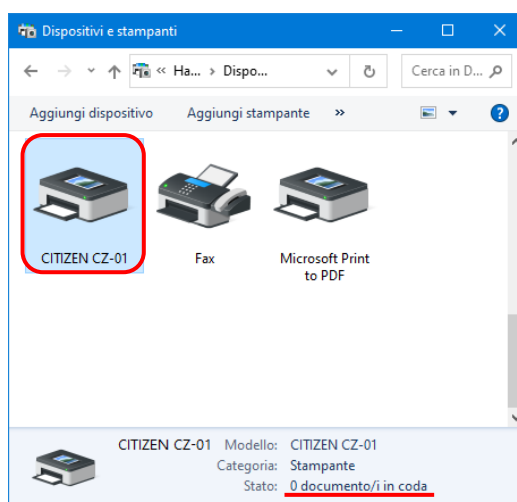 Dispositivi e stampanti
« Ha... › Dispo...
Cerca in D...
Aggiungi dispositivo
Aggiungi stampante
»
CITIZEN CZ-01
Fax
Microsoft Print
to PDF
CITIZEN CZ-01
Modello: CITIZEN CZ-01
Categoria: Stampante
Stato: 0 documento/i in coda